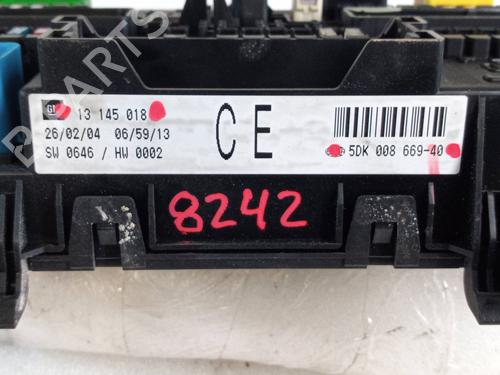 GM 13 145 018
26/02/04 06/59/13
SW 0646 / HW 0002
CE
5DK 008 669-40
8242
B PARTS